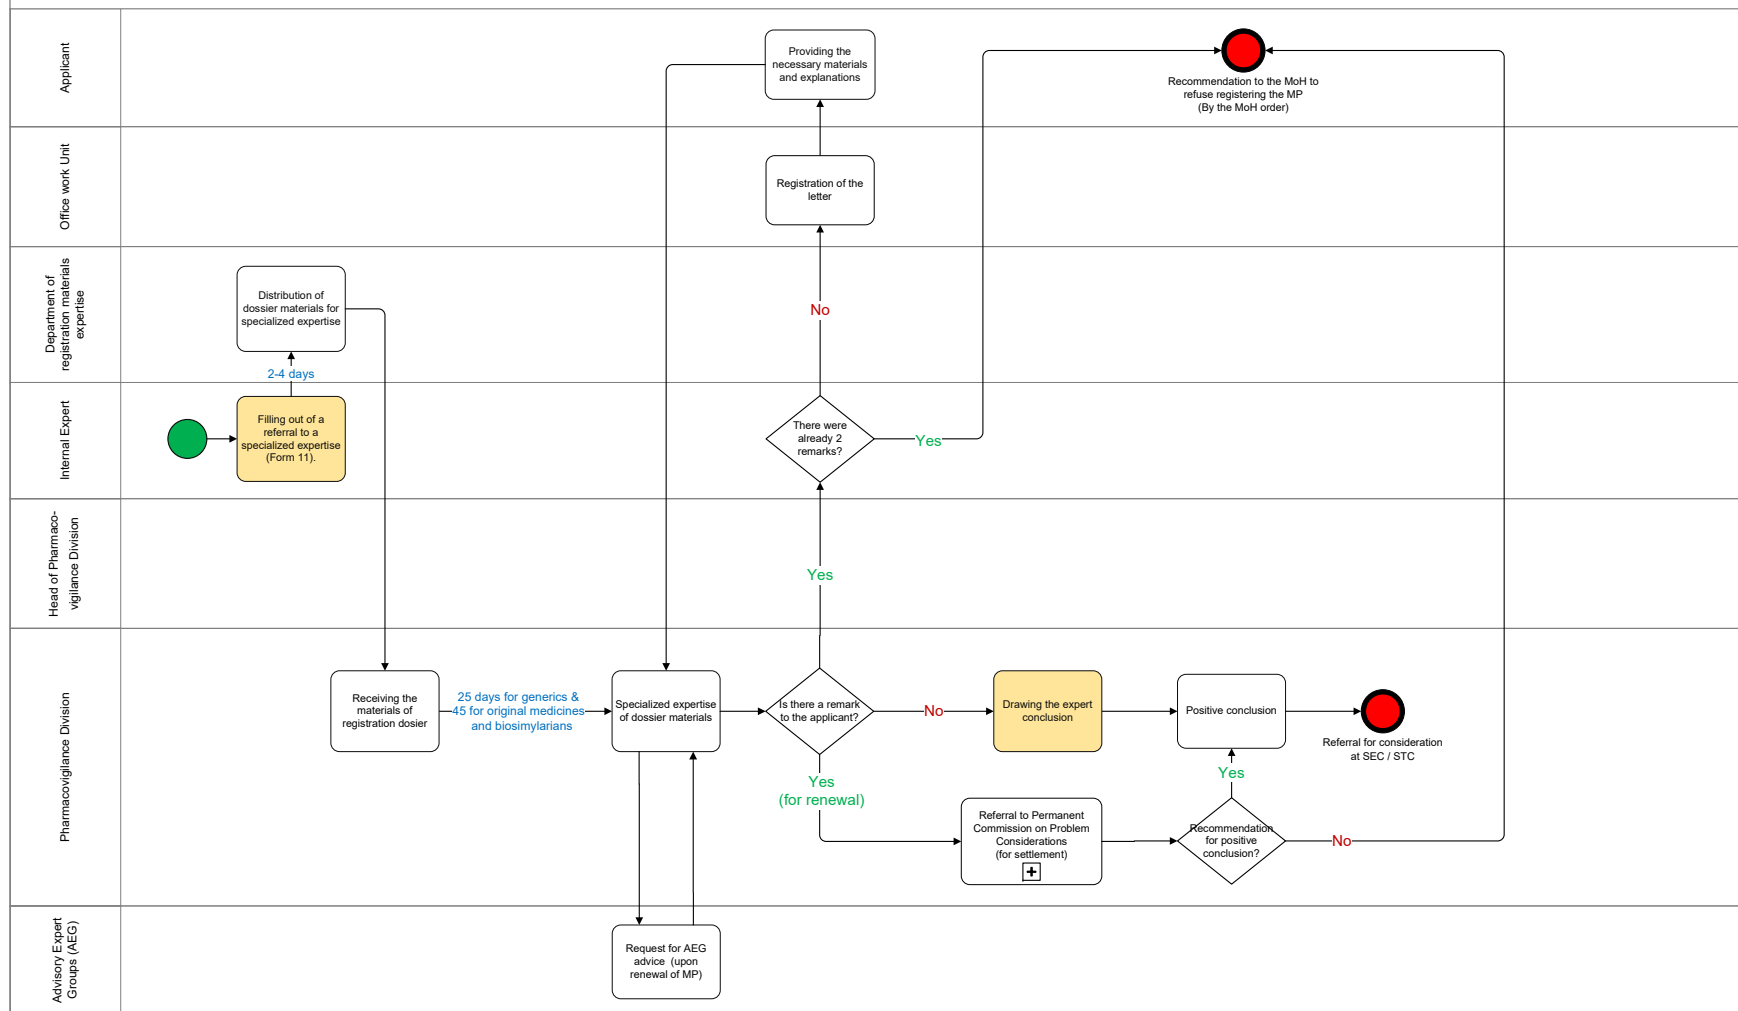 Applicant
Providing the
necessary materials
and explanations
Recommendation to the MoH to
refuse registering the MP
(By the MoH order)
Office work Unit
Registration of the
letter
Department of
registration materials
expertise
Distribution of
dossier materials for
specialized expertise
No
2-4 days
Internal Expert
Filling out of a
referral to a
specialized expertise
(Form 11).
There were
already 2
remarks?
Yes
Head of Pharmaco-
vigilance Division
Yes
Pharmacovigilance Division
Receiving the
materials of
registration dosier
25 days for generics &
45 for original medicines
and biosimylarians
Specialized expertise
of dossier materials
Is there a remark
to the applicant?
No
Drawing the expert
conclusion
Positive conclusion
Referral for consideration
at SEC / STC
Yes
(for renewal)
Yes
Referral to Permanent
Commission on Problem
Considerations
(for settlement)
Recommendation
for positive
conclusion?
No
Advisory Expert
Groups (AEG)
Request for AEG
advice (upon
renewal of MP)